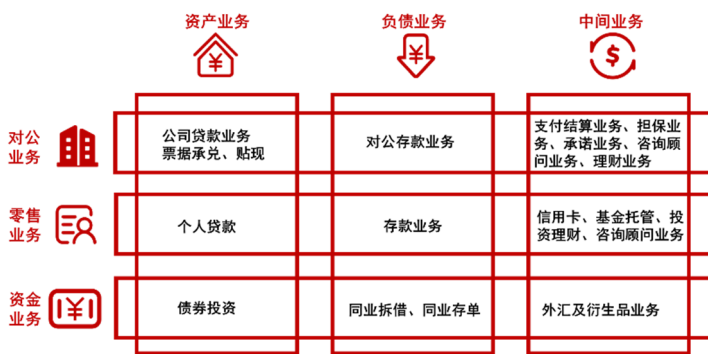 资产业务
负债业务
中间业务
¥
¥
$
对公
业务
公司贷款业务
票据承兑、贴现
对公存款业务
支付结算业务、担保业
务、承诺业务、咨询顾
问业务、理财业务
零售
业务
个人贷款
存款业务
信用卡、基金托管、投
资理财、咨询顾问业务
资金
业务
¥
债券投资
同业拆借、同业存单
外汇及衍生品业务